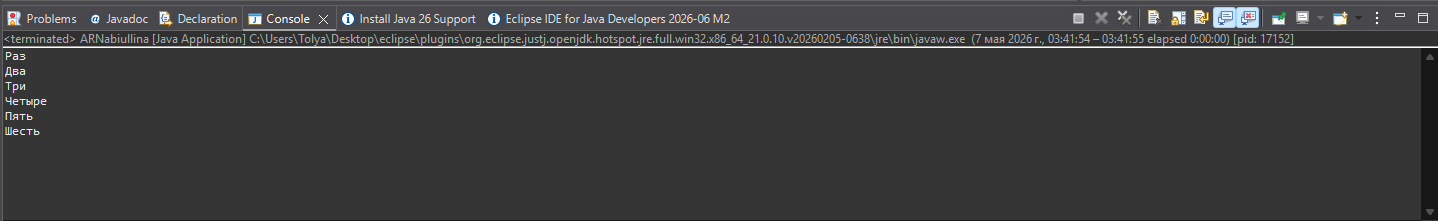 Problems Javadoc Declaration Console Install Java 26 Support Eclipse IDE for Java Developers 2026-06 M2
<terminated> ARNabiullina [Java Application] C:\Users\Tolya\Desktop\eclipse\plugins\org.eclipse.justj.openjdk.hotspot.jre.full.win32.x86_64_21.0.10.v20260205-0638\jre\bin\javaw.exe (7 мая 2026 г., 03:41:54 – 03:41:55 elapsed 0:00:00) [pid: 17152]
Раз
Два
Три
Четыре
Пять
Шесть